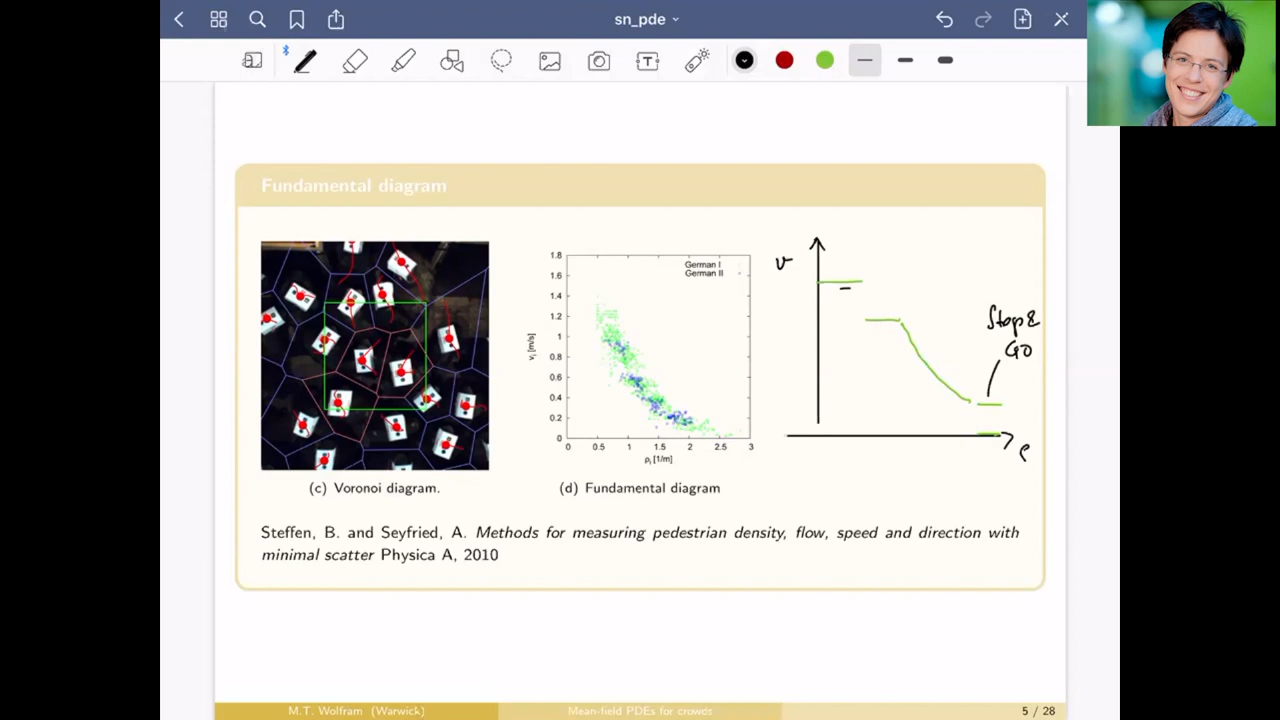 sn_pde
T
Fundamental diagram
1.8
1.6
1.4
1.2
1
0.8
0.6
0.4
0.2
0
0 0.5 1 1.5 2 2.5 3
v_i [m/s]
ρ_i [1/m]
German I
German II
v
Stop &
Go
ρ
(c) Voronoi diagram.
(d) Fundamental diagram
Steffen, B. and Seyfried, A. Methods for measuring pedestrian density, flow, speed and direction with
minimal scatter Physica A, 2010
M.T. Wolfram (Warwick) Mean-field PDEs for crowds 5 / 28